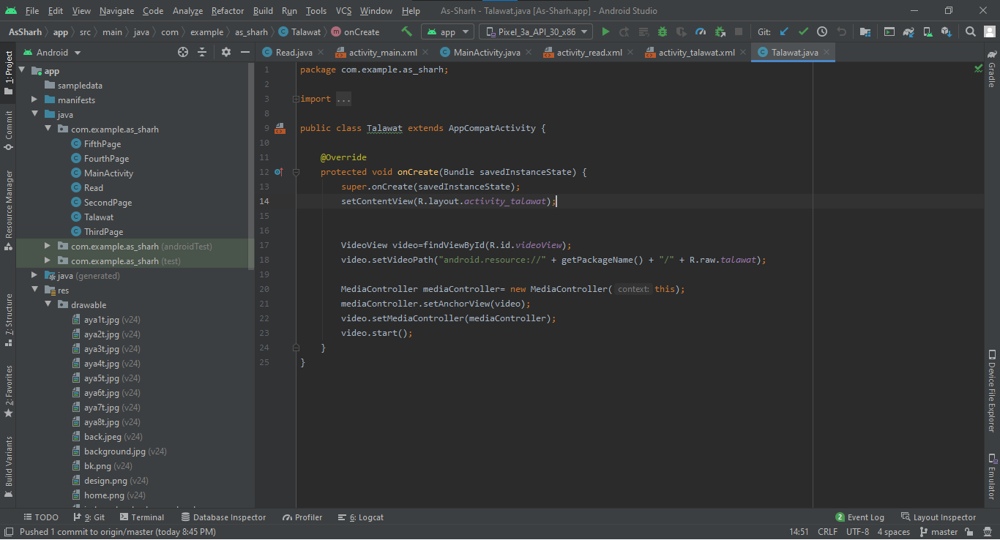 File Edit View Navigate Code Analyze Refactor Build Run Tools VCS Window Help As-Sharh - Talawat.java [As-Sharh.app] - Android Studio
AsSharh app src main java com example as_sharh Talawat onCreate app Pixel_3a_API_30_x86 Git:
Android
Read.java activity_main.xml MainActivity.java activity_read.xml activity_talawat.xml Talawat.java
1: Project
Commit
Resource Manager
7: Structure
2: Favorites
Build Variants
app
sampledata
manifests
java
com.example.as_sharh
FifthPage
FourthPage
MainActivity
Read
SecondPage
Talawat
ThirdPage
com.example.as_sharh (androidTest)
com.example.as_sharh (test)
java (generated)
res
drawable
aya1t.jpg (v24)
aya2t.jpg (v24)
aya3t.jpg (v24)
aya4t.jpg (v24)
aya5t.jpg (v24)
aya6t.jpg (v24)
aya7t.jpg (v24)
aya8t.jpg (v24)
back.jpeg (v24)
background.jpg (v24)
bk.png (v24)
design.png (v24)
home.png (v24)
1 package com.example.as_sharh;
2
3 import ...
8
9 public class Talawat extends AppCompatActivity {
10
11 @Override
12 protected void onCreate(Bundle savedInstanceState) {
13 super.onCreate(savedInstanceState);
14 setContentView(R.layout.activity_talawat);
15
16
17 VideoView video=findViewById(R.id.videoView);
18 video.setVideoPath("android.resource://" + getPackageName() + "/" + R.raw.talawat);
19
20 MediaController mediaController= new MediaController( context: this);
21 mediaController.setAnchorView(video);
22 video.setMediaController(mediaController);
23 video.start();
24 }
25 }
Gradle
Device File Explorer
Emulator
TODO 9: Git Terminal Database Inspector Profiler 6: Logcat 2 Event Log Layout Inspector
Pushed 1 commit to origin/master (today 8:45 PM) 14:51 CRLF UTF-8 4 spaces master